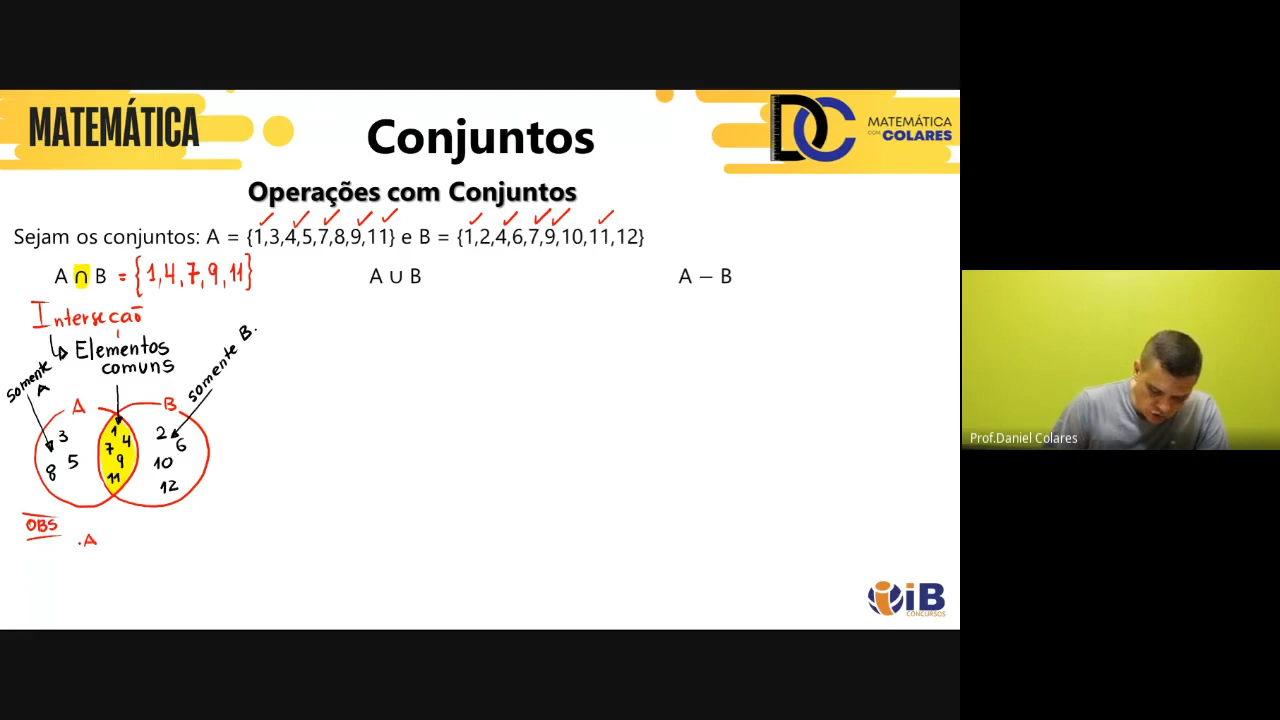 MATEMÁTICA
Conjuntos
DC MATEMÁTICA
COM COLARES
Operações com Conjuntos
Sejam os conjuntos: A = {1,3,4,5,7,8,9,11} e B = {1,2,4,6,7,9,10,11,12}
A ∩ B = {1,4,7,9,11}
A ∪ B
A − B
Interseção
Elementos
comuns
somente
A
somente B.
A
B
3
8
5
1
4
7
9
11
2
6
10
12
OBS
.A
iB
CONCURSOS
Prof.Daniel Colares